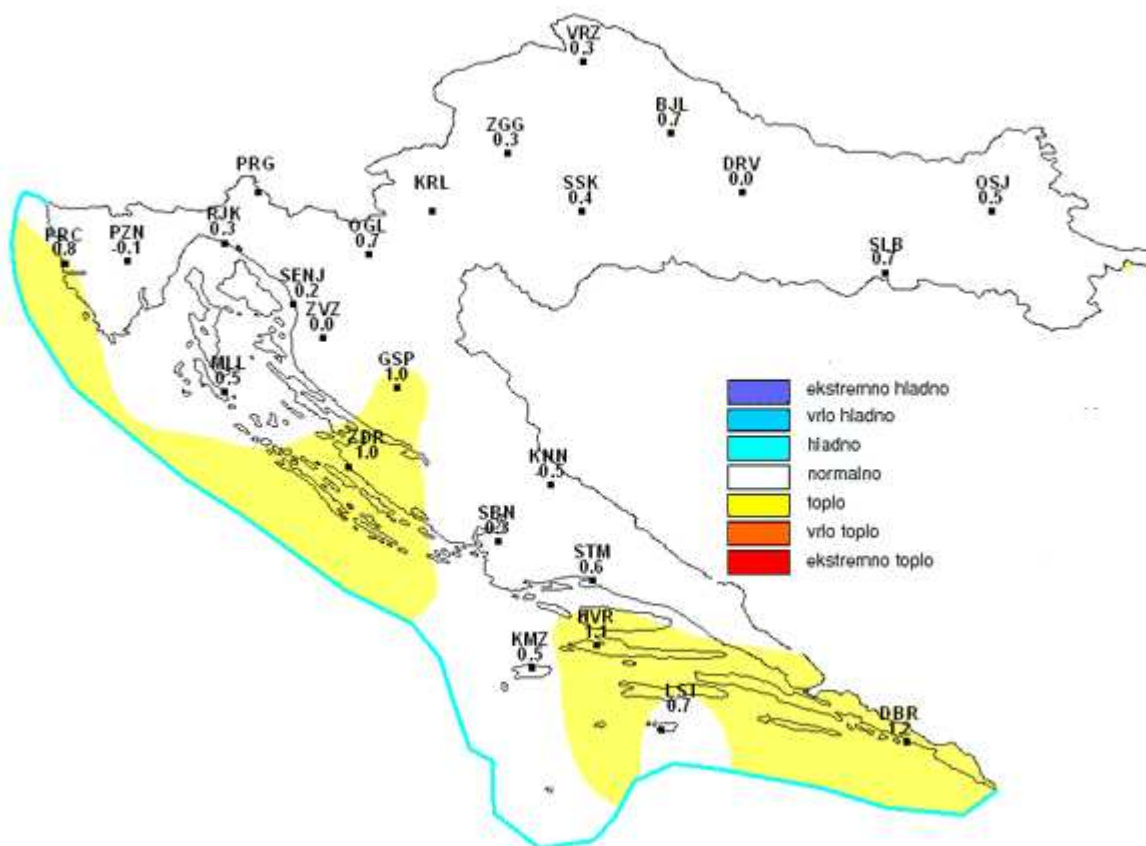 VRZ
0.3
BJL
0.7
ZGG
0.3
DRV
0.0
PRG
KRL
SSK
0.4
OSJ
0.5
RJK
0.3
OGL
0.7
PRC
0.8
PZN
-0.1
SLB
0.7
SENJ
0.2
ZVZ
0.0
GSP
1.0
MLL
0.5
ZDR
1.0
KNN
-0.5
SBN
0.3
STM
0.6
HVR
1.1
KMZ
0.5
LST
0.7
DBR
1.2
ekstremno hladno
vrlo hladno
hladno
normalno
toplo
vrlo toplo
ekstremno toplo